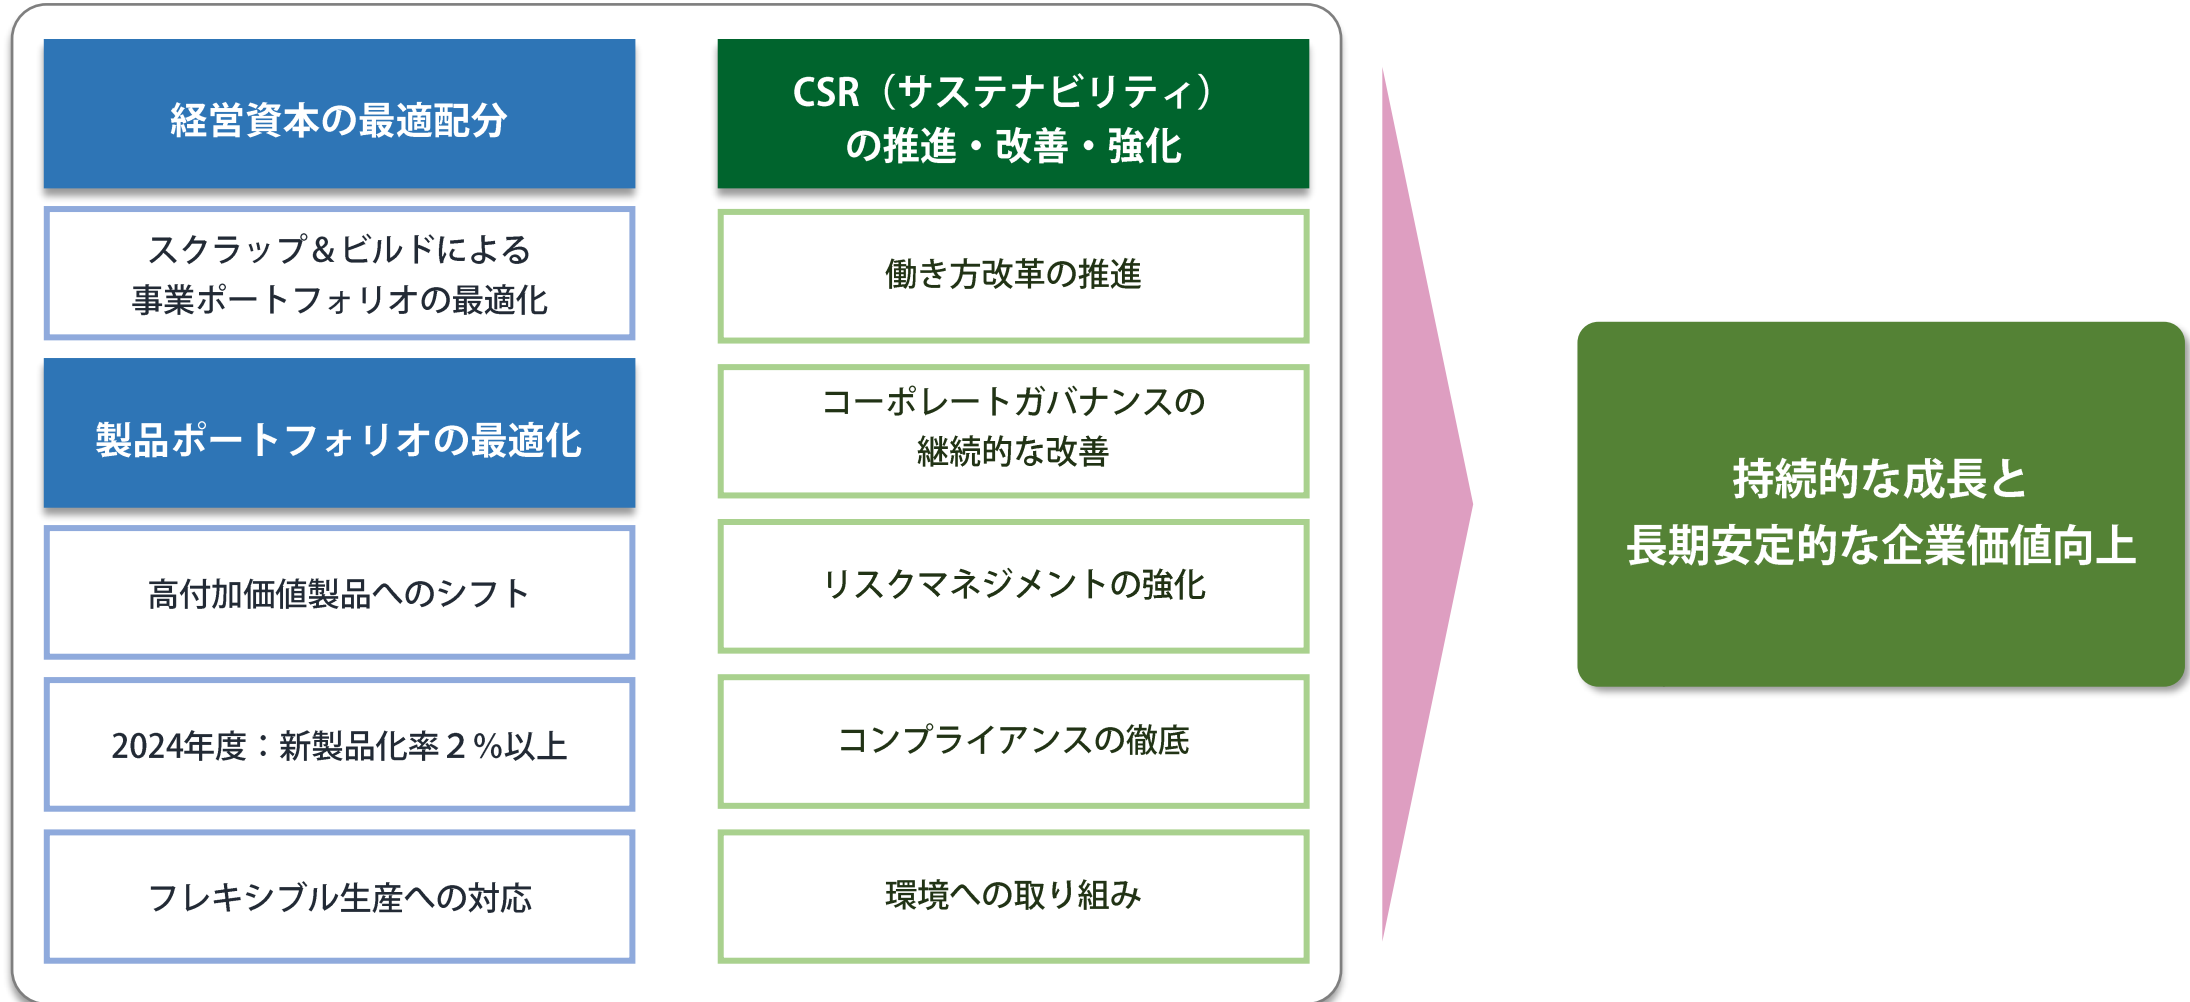 経営資本の最適配分
スクラップ＆ビルドによる
事業ポートフォリオの最適化
製品ポートフォリオの最適化
高付加価値製品へのシフト
2024年度：新製品化率２％以上
フレキシブル生産への対応
CSR（サステナビリティ）
の推進・改善・強化
働き方改革の推進
コーポレートガバナンスの
継続的な改善
リスクマネジメントの強化
コンプライアンスの徹底
環境への取り組み
持続的な成長と
長期安定的な企業価値向上